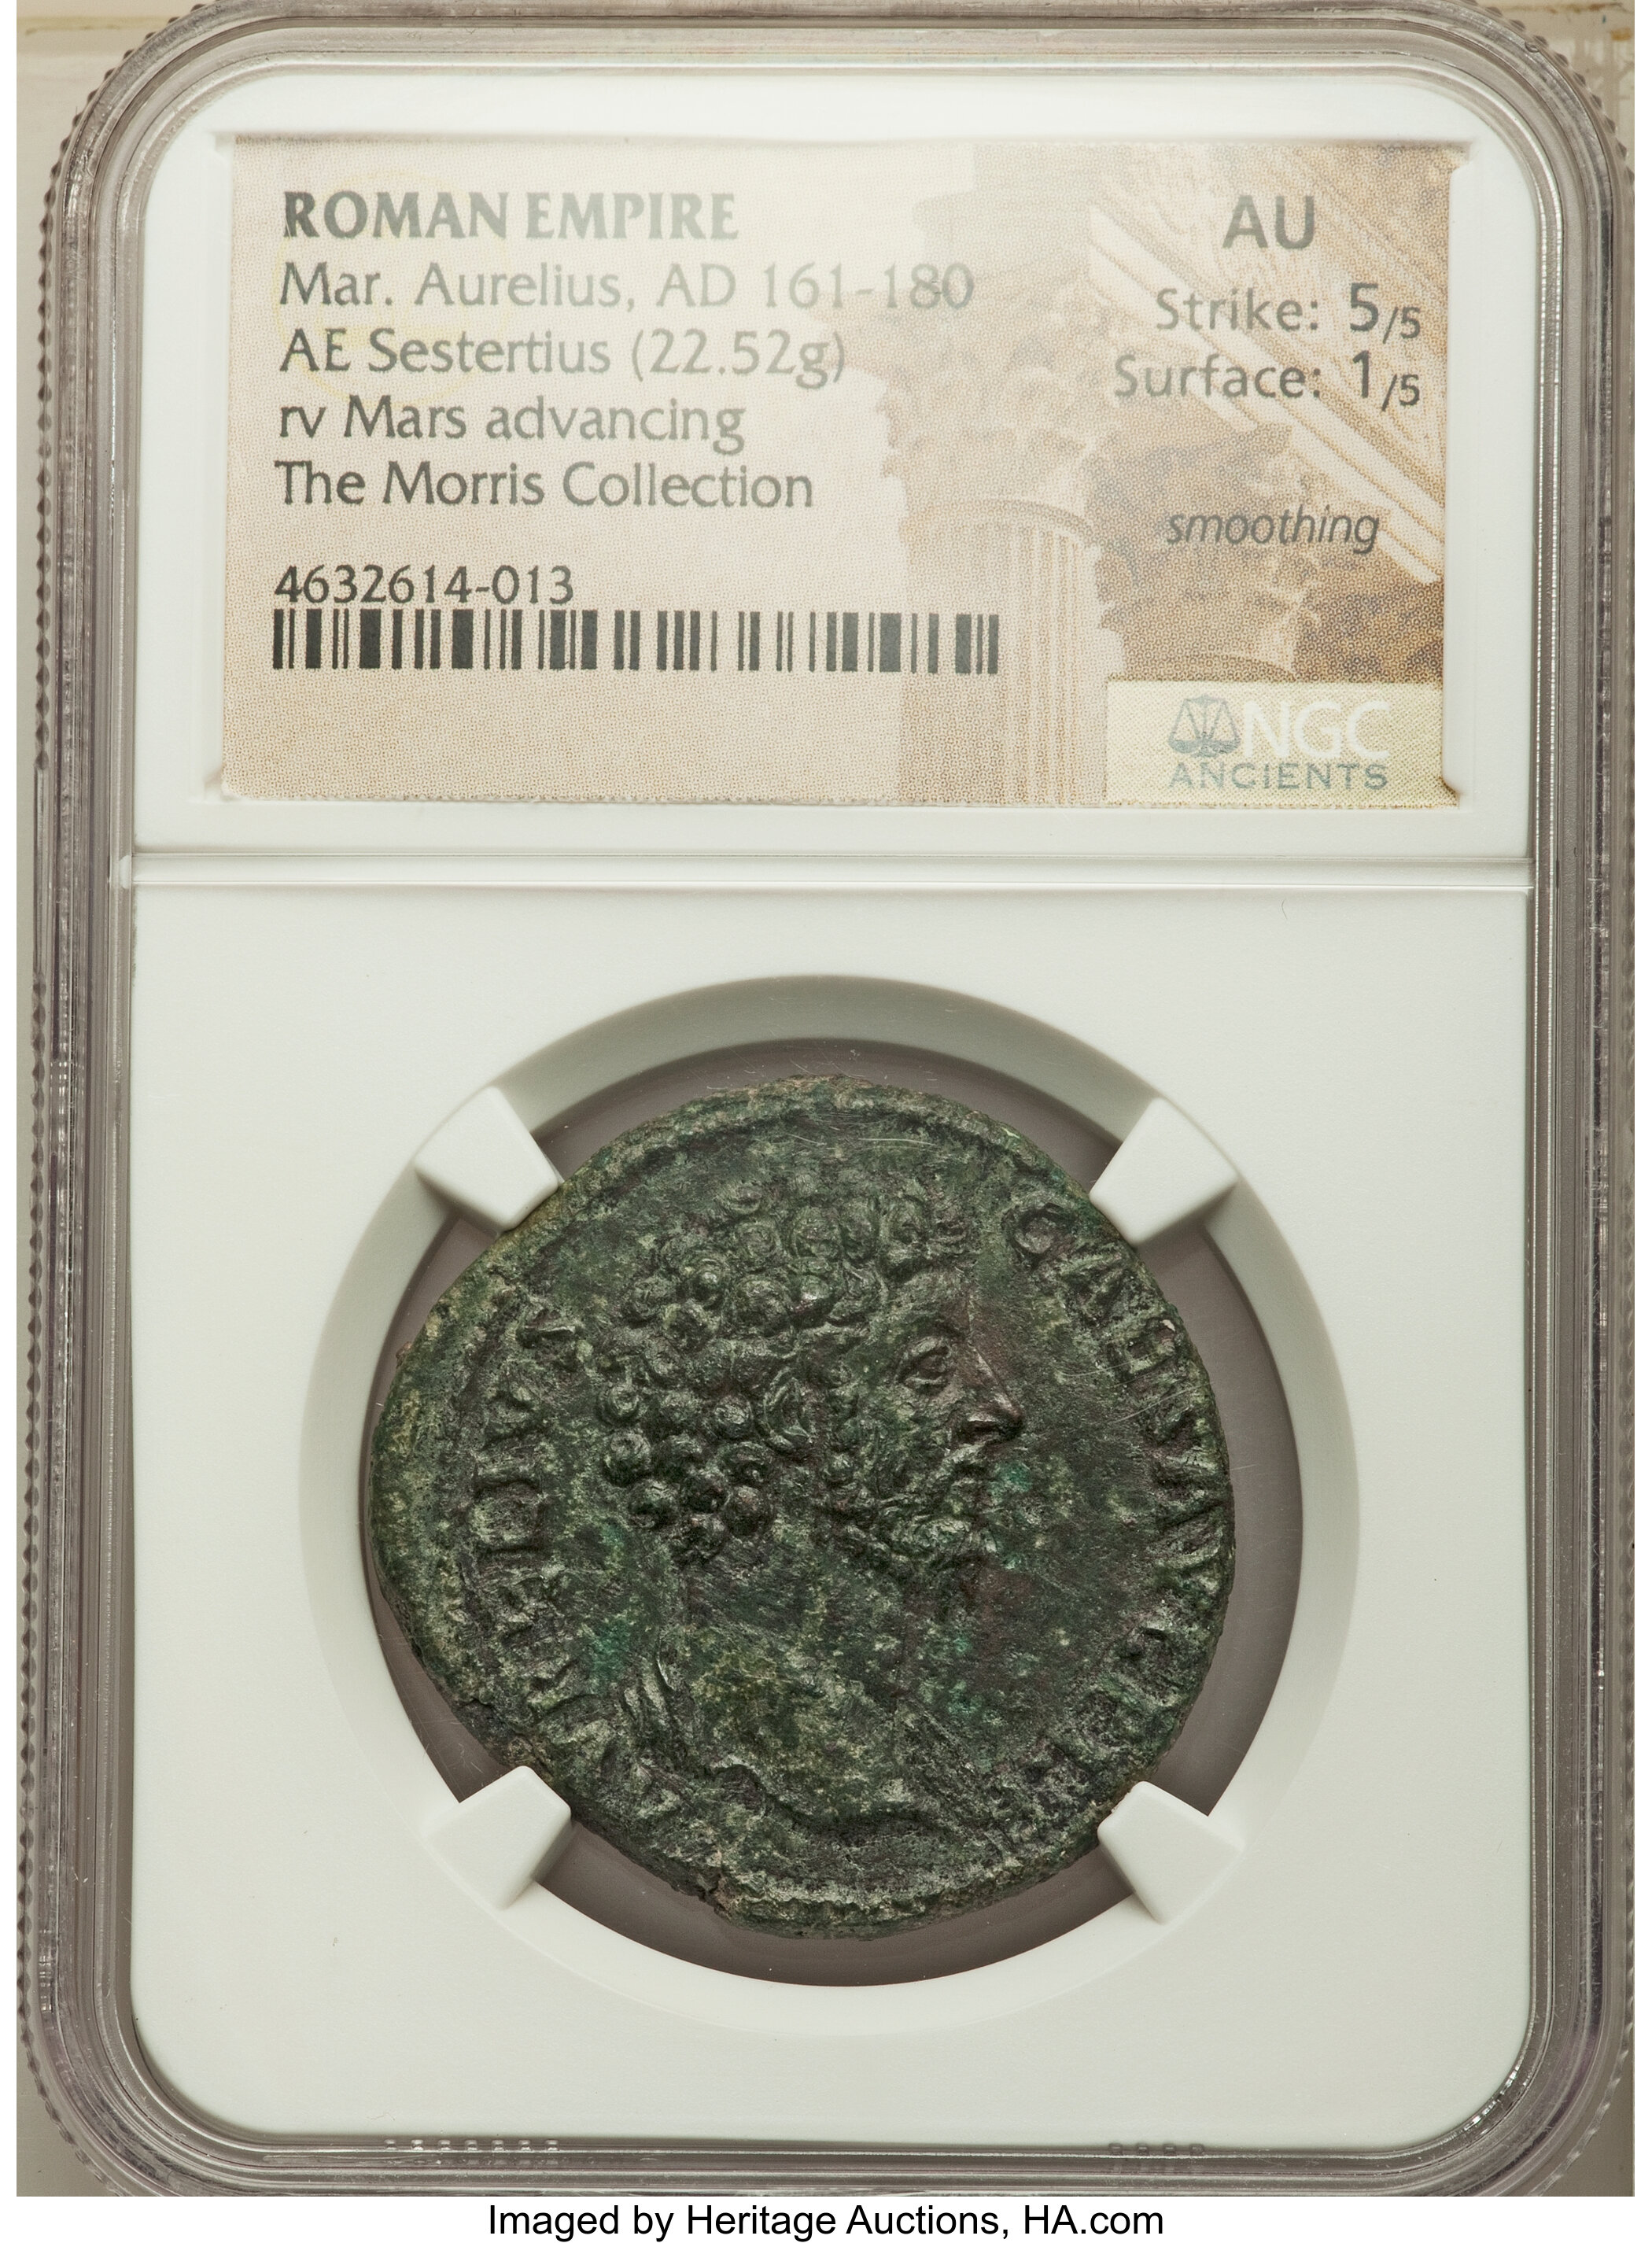 ROMAN EMPIRE
Mar. Aurelius, AD 161-180
AE Sestertius (22.52g)
rv Mars advancing
The Morris Collection
4632614-013
AU
Strike: 5/5
Surface: 1/5
smoothing
NGC
ANCIENTS
Imaged by Heritage Auctions, HA.com